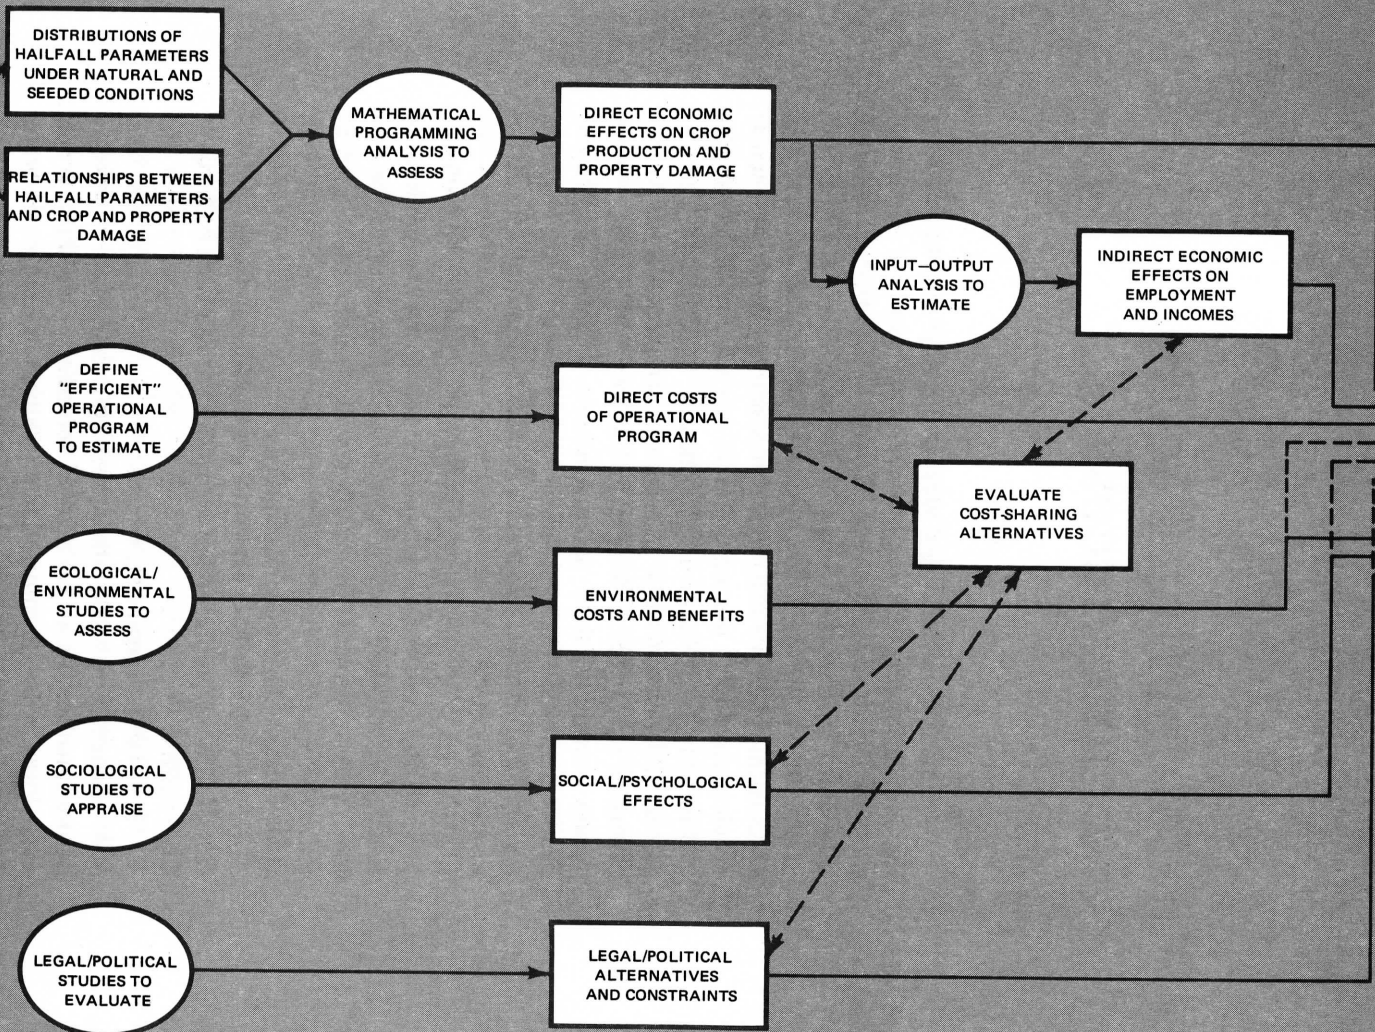 DISTRIBUTIONS OF
HAILFALL PARAMETERS
UNDER NATURAL AND
SEEDED CONDITIONS
RELATIONSHIPS BETWEEN
HAILFALL PARAMETERS
AND CROP AND PROPERTY
DAMAGE
MATHEMATICAL
PROGRAMMING
ANALYSIS TO
ASSESS
DIRECT ECONOMIC
EFFECTS ON CROP
PRODUCTION AND
PROPERTY DAMAGE
INPUT–OUTPUT
ANALYSIS TO
ESTIMATE
INDIRECT ECONOMIC
EFFECTS ON
EMPLOYMENT
AND INCOMES
DEFINE
"EFFICIENT"
OPERATIONAL
PROGRAM
TO ESTIMATE
DIRECT COSTS
OF OPERATIONAL
PROGRAM
EVALUATE
COST-SHARING
ALTERNATIVES
ECOLOGICAL/
ENVIRONMENTAL
STUDIES TO
ASSESS
ENVIRONMENTAL
COSTS AND BENEFITS
SOCIOLOGICAL
STUDIES TO
APPRAISE
SOCIAL/PSYCHOLOGICAL
EFFECTS
LEGAL/POLITICAL
STUDIES TO
EVALUATE
LEGAL/POLITICAL
ALTERNATIVES
AND CONSTRAINTS